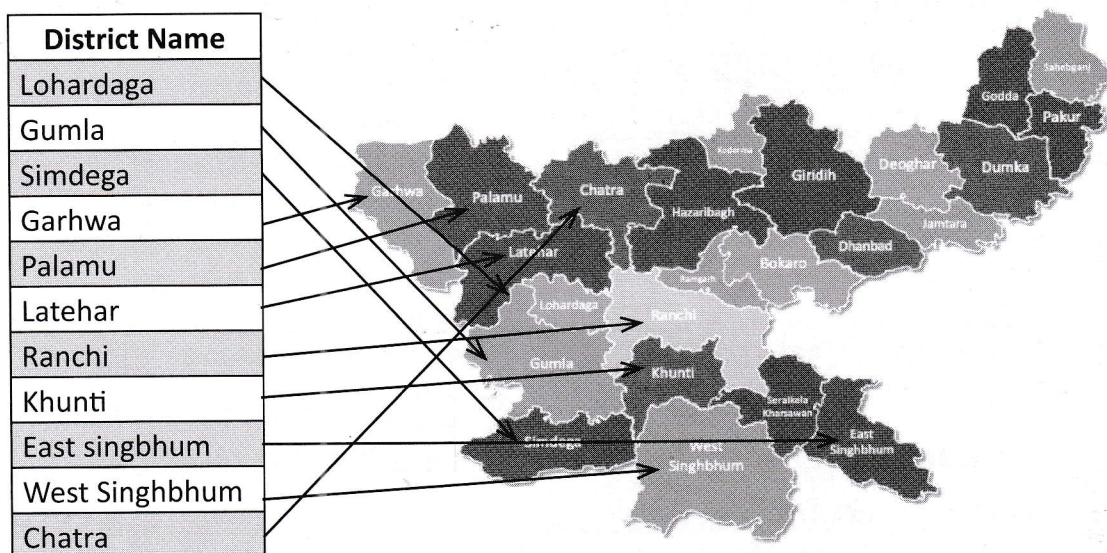 District Name
Lohardaga
Gumla
Simdega
Garhwa
Palamu
Latehar
Ranchi
Khunti
East singbhum
West Singhbhum
Chatra
Sahebganj
Godda
Pakur
Koderma
Deoghar
Dumka
Garhwa
Palamu
Chatra
Giridih
Hazaribagh
Jamtara
Dhanbad
Latehar
Bokaro
Lohardaga
Ranchi
Gumla
Khunti
Seraikela
Kharsawan
Simdega
East
Singhbhum
West
Singhbhum